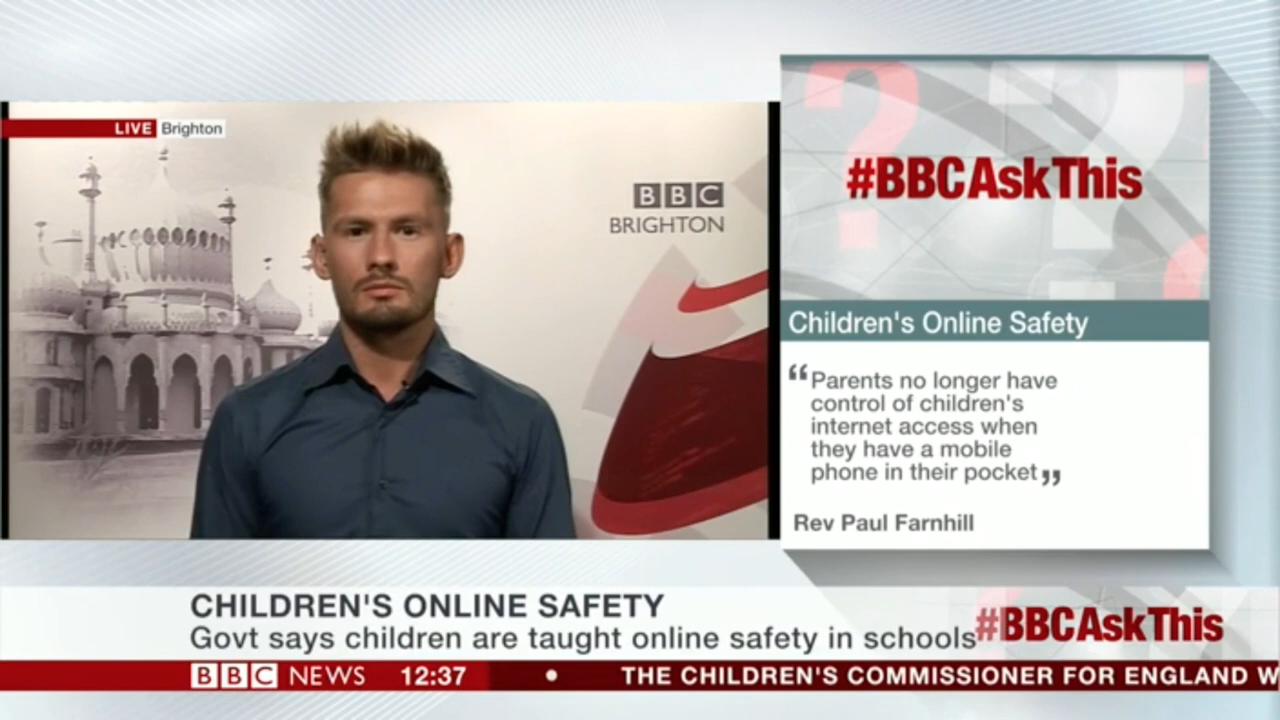 LIVE Brighton
BBC
BRIGHTON
#BBCAskThis
Children's Online Safety
“Parents no longer have
control of children's
internet access when
they have a mobile
phone in their pocket”
Rev Paul Farnhill
CHILDREN'S ONLINE SAFETY
Govt says children are taught online safety in schools
#BBCAskThis
BBC NEWS 12:37 • THE CHILDREN'S COMMISSIONER FOR ENGLAND W